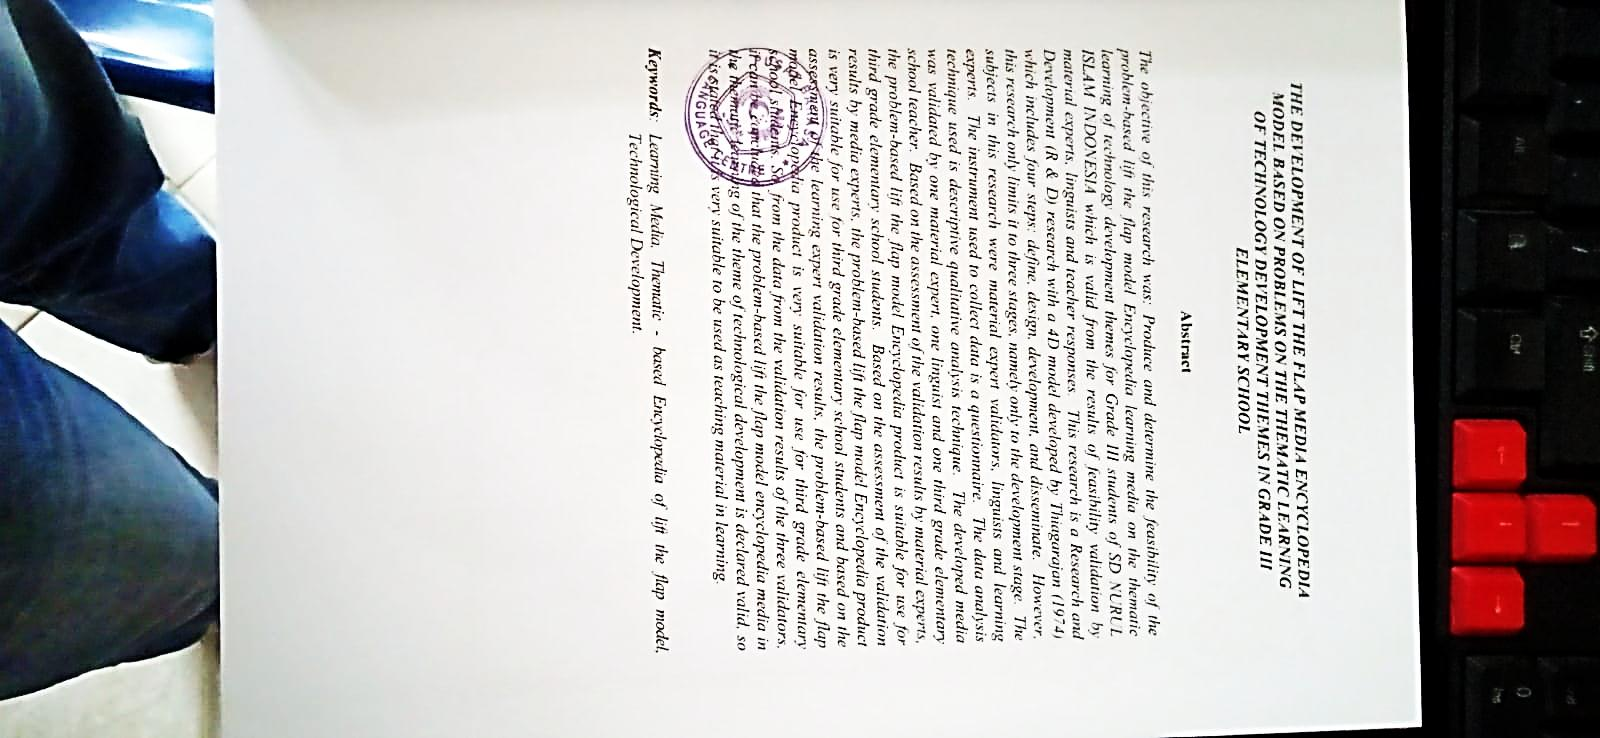 THE DEVELOPMENT OF LIFT THE FLAP MEDIA ENCYCLOPEDIA
MODEL BASED ON PROBLEMS ON THE THEMATIC LEARNING
OF TECHNOLOGY DEVELOPMENT THEMES IN GRADE III
ELEMENTARY SCHOOL
Abstract
The objective of this research was: Produce and determine the feasibility of the
problem-based lift the flap model Encyclopedia learning media on the thematic
learning of technology development themes for Grade III students of SD NURUL
ISLAM INDONESIA which is valid from the results of feasibility validation by
material experts, linguists and teacher responses. This research is a Research and
Development (R & D) research with a 4D model developed by Thiagarajan (1974)
which includes four steps: define, design, development, and disseminate. However,
this research only limits it to three stages, namely only to the development stage. The
subjects in this research were material expert validators, linguists and learning
experts. The instrument used to collect data is a questionnaire. The data analysis
technique used is descriptive qualitative analysis technique. The developed media
was validated by one material expert, one linguist and one third grade elementary
school teacher. Based on the assessment of the validation results by material experts,
the problem-based lift the flap model Encyclopedia product is suitable for use for
third grade elementary school students. Based on the assessment of the validation
results by media experts, the problem-based lift the flap model Encyclopedia product
is very suitable for use for third grade elementary school students and based on the
assessment of the learning expert validation results, the problem-based lift the flap
model Encyclopedia product is very suitable for use for third grade elementary
school students. So, from the data from the validation results of the three validators,
it can be concluded that the problem-based lift the flap model encyclopedia media in
the thematic learning of the theme of technological development is declared valid, so
it is stated that it is very suitable to be used as teaching material in learning.
Keywords: Learning Media, Thematic - based Encyclopedia of lift the flap model,
Technological Development.
LANGUAGE
Alt
Ctrl
Shift
0
Ins